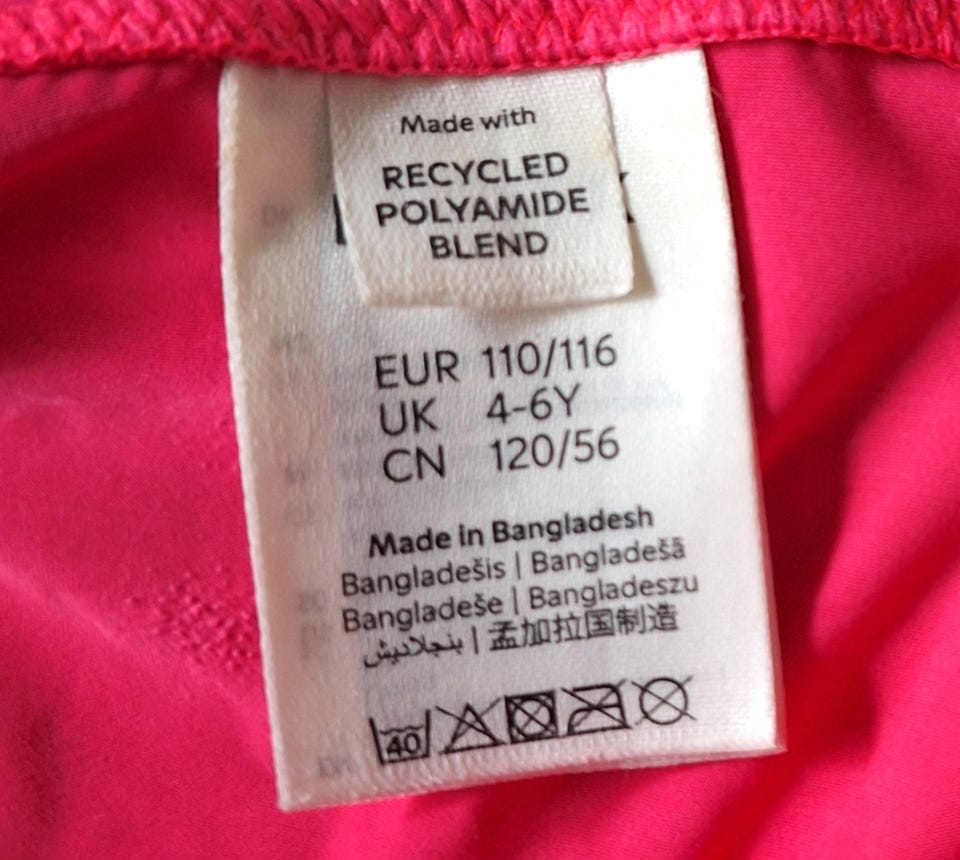 Made with
RECYCLED
POLYAMIDE
BLEND
EUR 110/116
UK 4-6Y
CN 120/56
Made in Bangladesh
Bangladešis | Bangladešā
Bangladeše | Bangladeszu
بنجلاديش | 孟加拉国制造
40